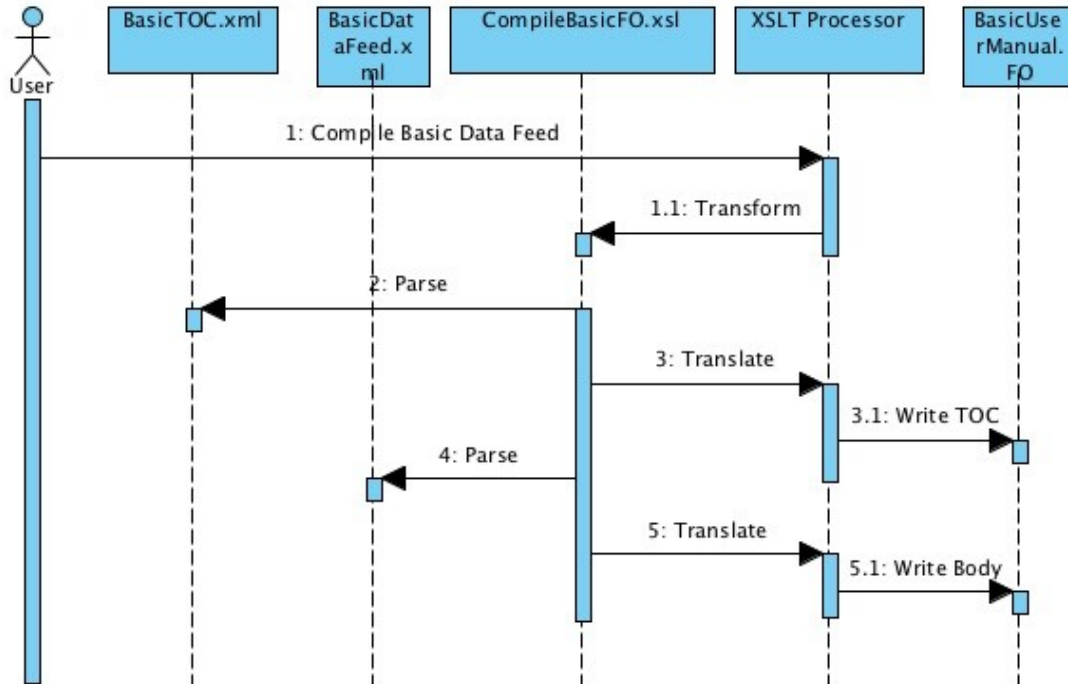 BasicTOC.xml
BasicDat
aFeed.x
ml
CompileBasicFO.xsl
XSLT Processor
BasicUse
rManual.
FO
User
1: Compile Basic Data Feed
1.1: Transform
2: Parse
3: Translate
3.1: Write TOC
4: Parse
5: Translate
5.1: Write Body